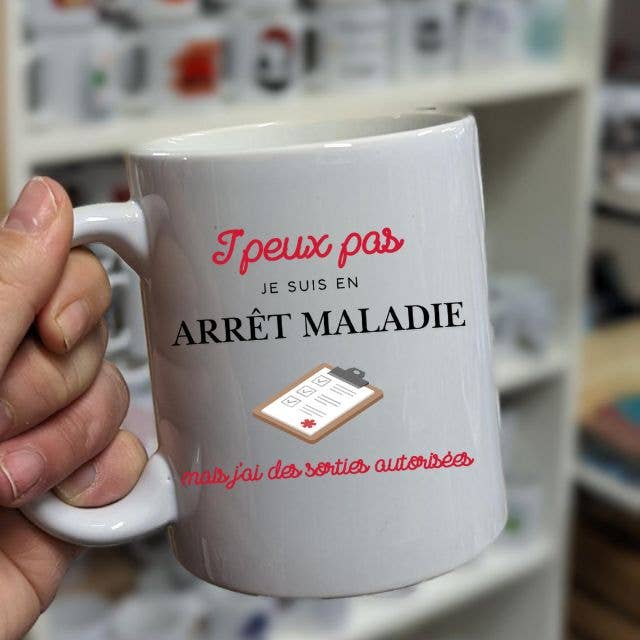 J'peux pas
JE SUIS EN
ARRÊT MALADIE
mais j'ai des sorties autorisées